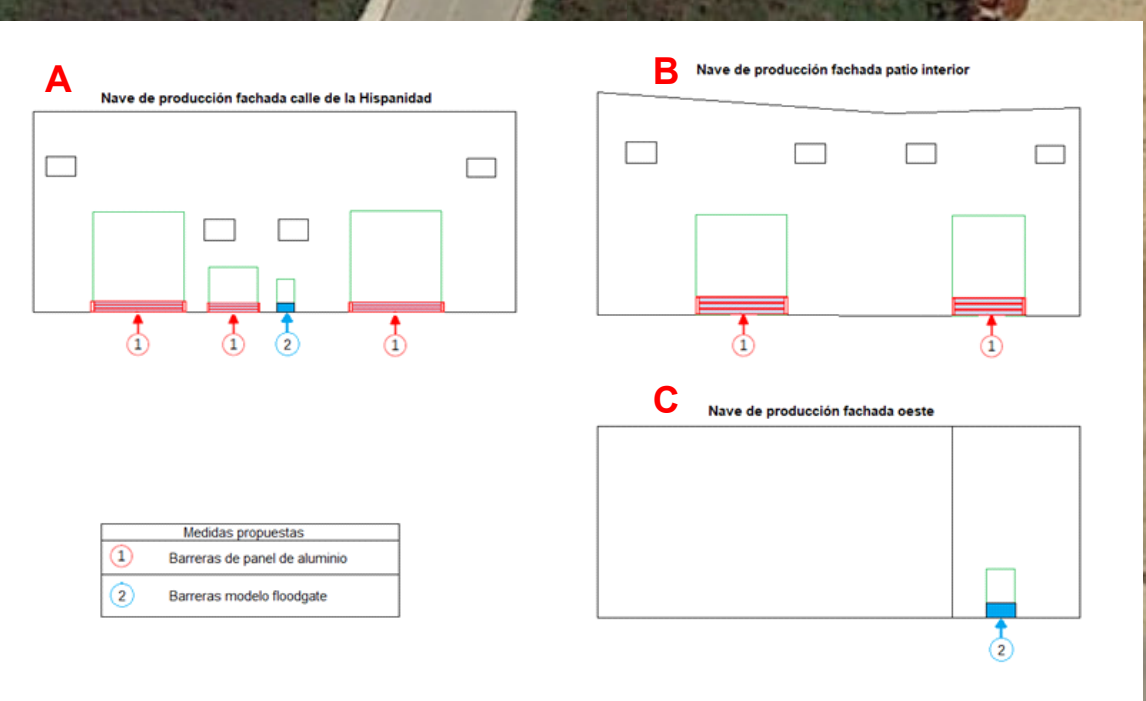 A
Nave de producción fachada calle de la Hispanidad
1
1
2
1
B
Nave de producción fachada patio interior
1
1
C
Nave de producción fachada oeste
2
Medidas propuestas
1 Barreras de panel de aluminio
2 Barreras modelo floodgate